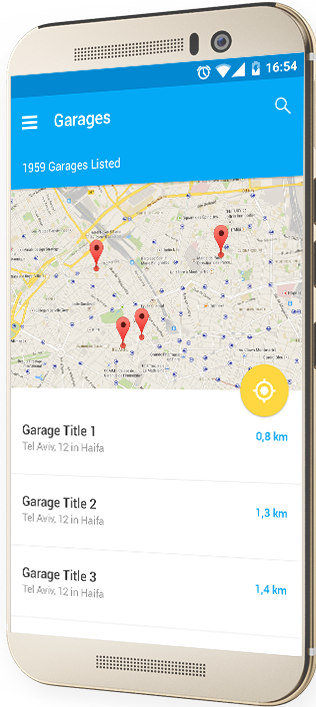 16:54
Garages
1959 Garages Listed
Garage Title 1
0,8 km
Tel Aviv, 12 in Haifa
Garage Title 2
1,3 km
Tel Aviv, 12 in Haifa
Garage Title 3
1,4 km
Tel Aviv, 12 in Haifa